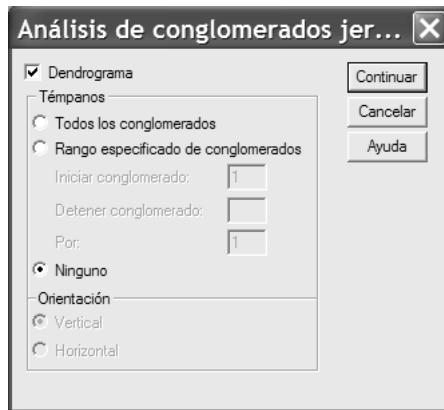 Análisis de conglomerados jer...
Dendrograma
Continuar
Témpanos
Cancelar
Todos los conglomerados
Rango especificado de conglomerados
Ayuda
Iniciar conglomerado: 1
Detener conglomerado:
Por: 1
Ninguno
Orientación
Vertical
Horizontal